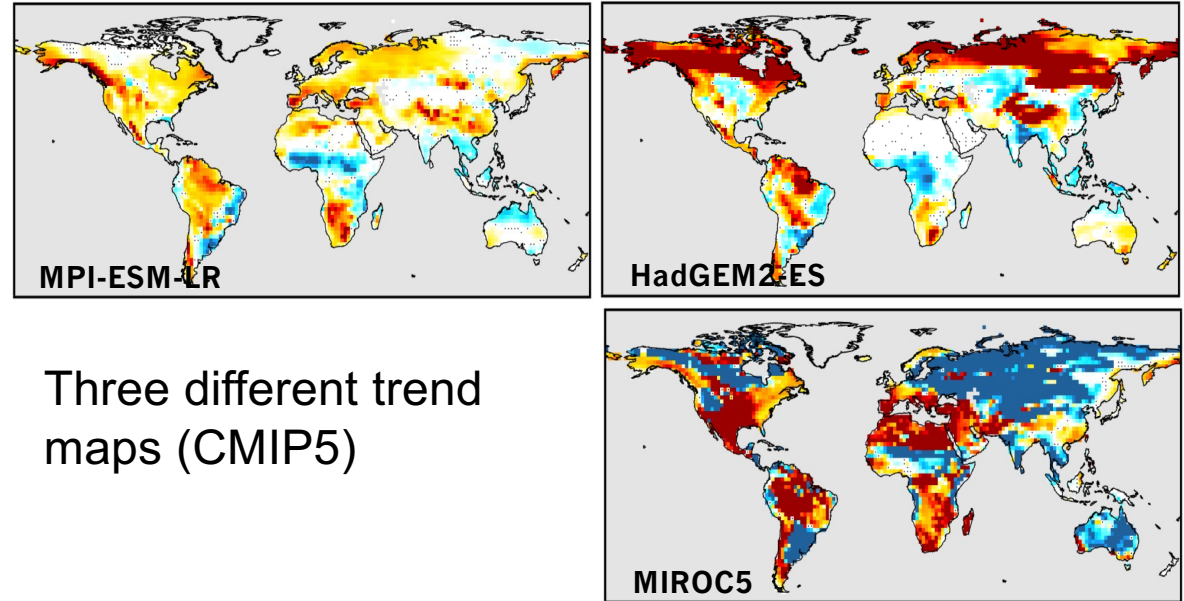 MPI-ESM-LR
HadGEM2-ES
Three different trend
maps (CMIP5)
MIROC5